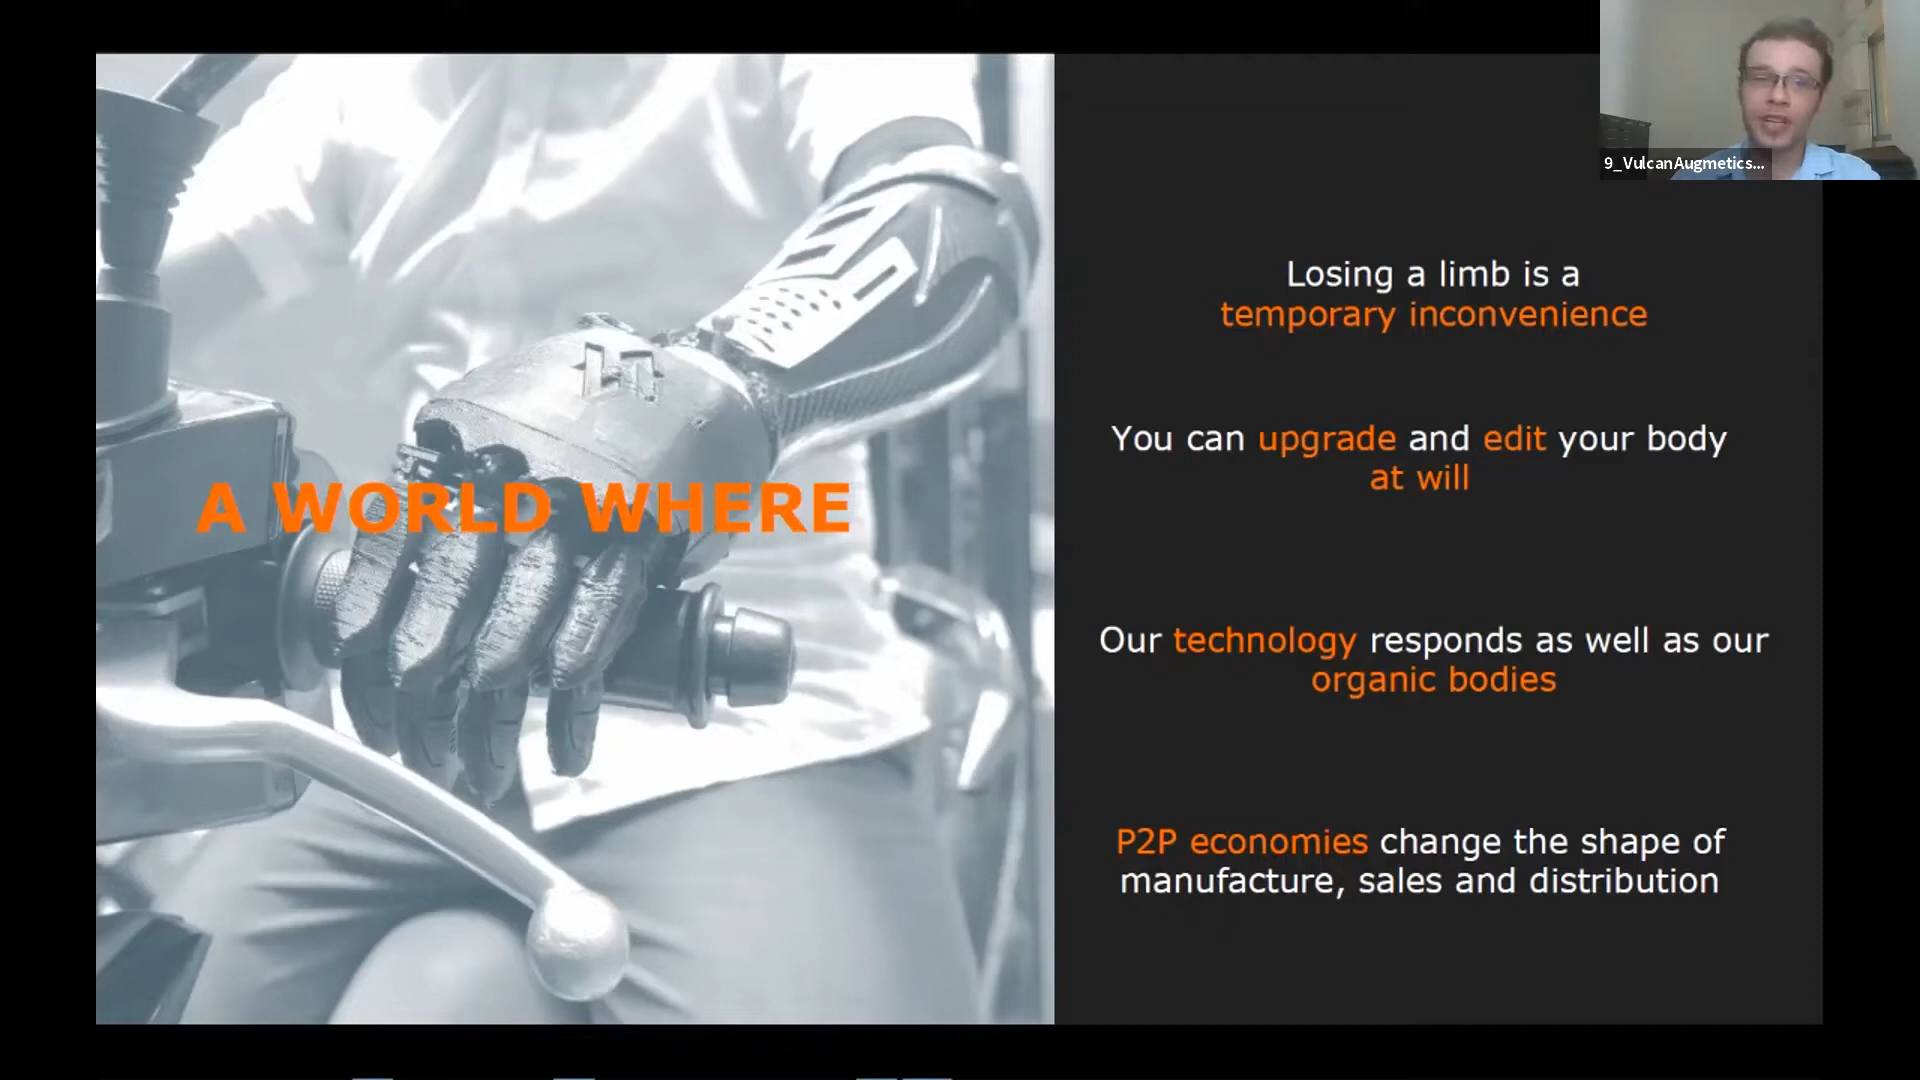 9_VulcanAugmetics...
A WORLD WHERE
Losing a limb is a
temporary inconvenience
You can upgrade and edit your body
at will
Our technology responds as well as our
organic bodies
P2P economies change the shape of
manufacture, sales and distribution